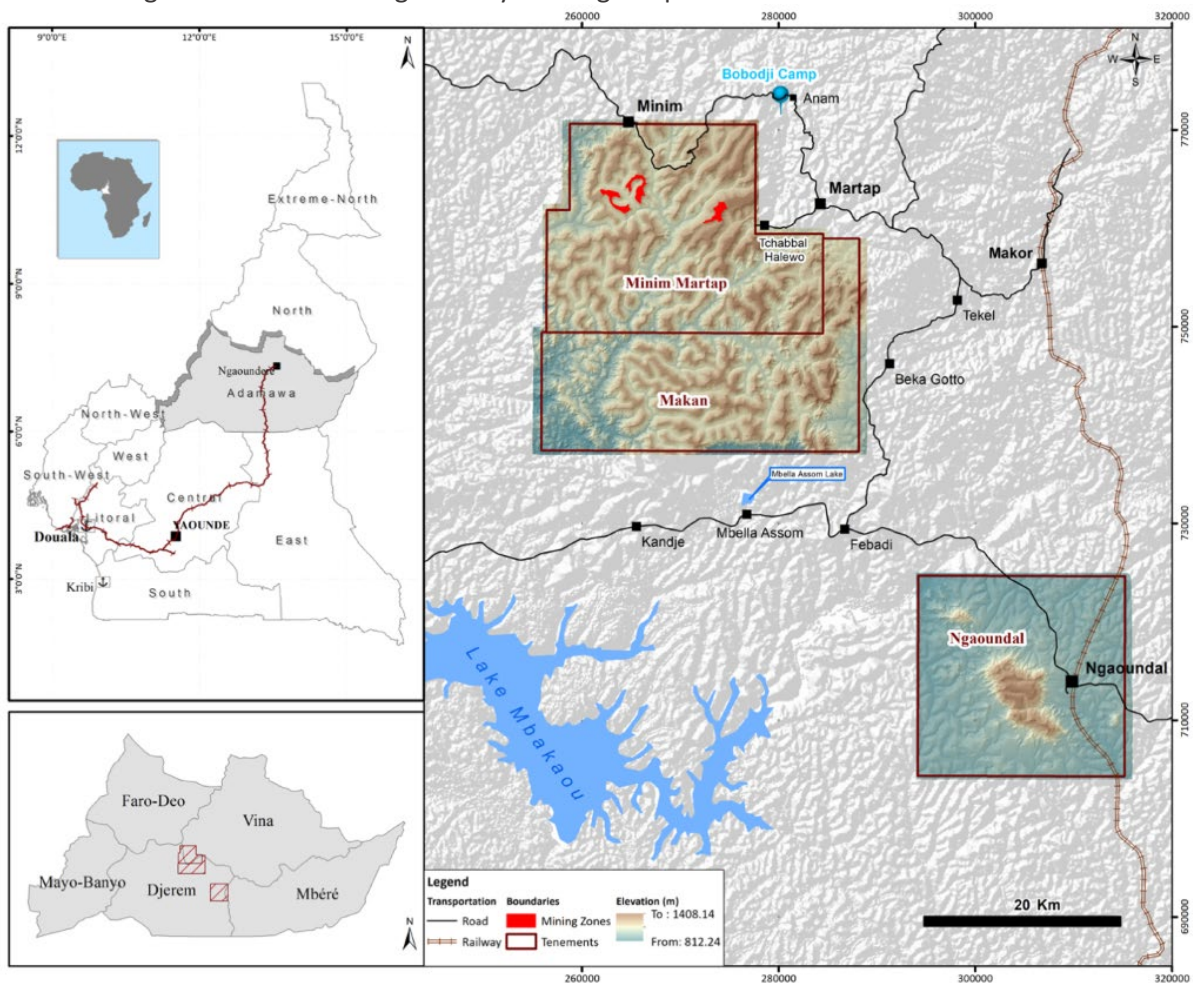 9°0'0"E
12°0'0"E
15°0'0"E
N
12°0'0"N
9°0'0"N
6°0'0"N
3°0'0"N
Extreme-North
North
Ngaoundere
Adamawa
North-West
West
South-West
Central
Litoral
YAOUNDE
Douala
East
Kribi
South
Faro-Deo
Vina
Mayo-Banyo
Djerem
Mbéré
N
260000
280000
300000
320000
N
W
E
S
Bobodji Camp
Anam
Minim
770000
Martap
Tchabbal
Halewo
Makor
Minim Martap
Tekel
750000
Beka Gotto
Makan
Mbella Assom Lake
Kandje
Mbella Assom
Febadi
730000
Ngaoundal
Ngaoundal
Lake Mbakaou
710000
Legend
Transportation
Boundaries
Elevation (m)
Road
Mining Zones
To : 1408.14
Railway
Tenements
From: 812.24
20 Km
690000
260000
280000
300000
320000